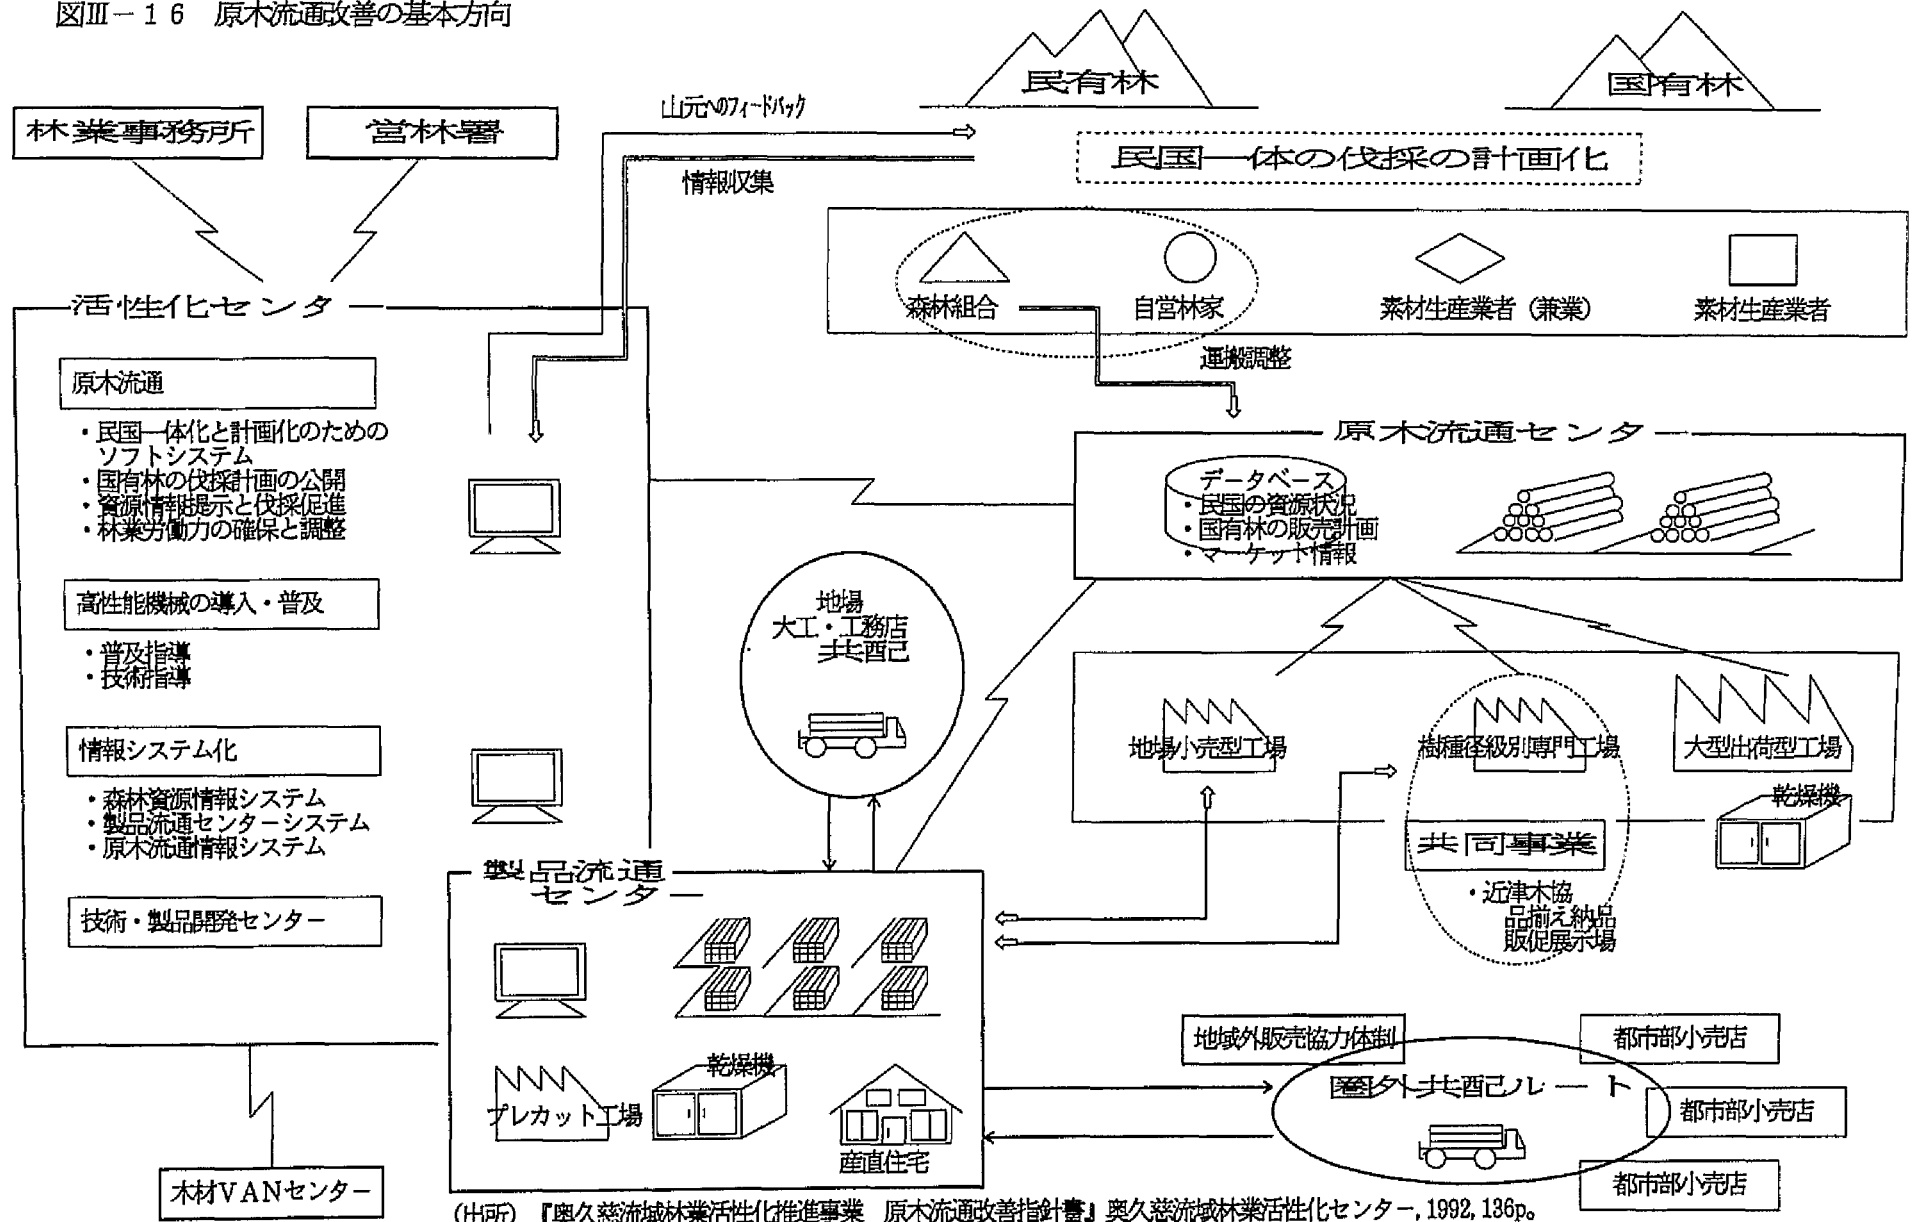 図Ⅲ－１６　原木流通改善の基本方向
民有林
国有林
林業事務所
営林署
山元へのフィードバック
情報収集
民国一体の伐採の計画化
森林組合
自営林家
素材生産業者（兼業）
素材生産業者
運搬調整
活性化センタ
原木流通
・民国一体化と計画化のための
ソフトシステム
・国有林の伐採計画の公開
・資源情報提示と伐採促進
・林業労働力の確保と調整
高性能機械の導入・普及
・普及指導
・技術指導
情報システム化
・森林資源情報システム
・製品流通センターシステム
・原木流通情報システム
技術・製品開発センター
木材ＶＡＮセンター
原木流通センタ
データベース
・民国の資源状況
・国有林の販売計画
・マーケット情報
地場
大工・工務店
共配
地場小売型工場
樹種径級別専門工場
大型出荷型工場
乾燥機
共同事業
・近津木協
品揃え納品
販促展示場
製品流通
センター
プレカット工場
乾燥機
産直住宅
地域外販売協力体制
圏外共配ルート
都市部小売店
都市部小売店
都市部小売店
（出所）『奥久慈流域林業活性化推進事業　原木流通改善指針書』奥久慈流域林業活性化センター，1992，136p。